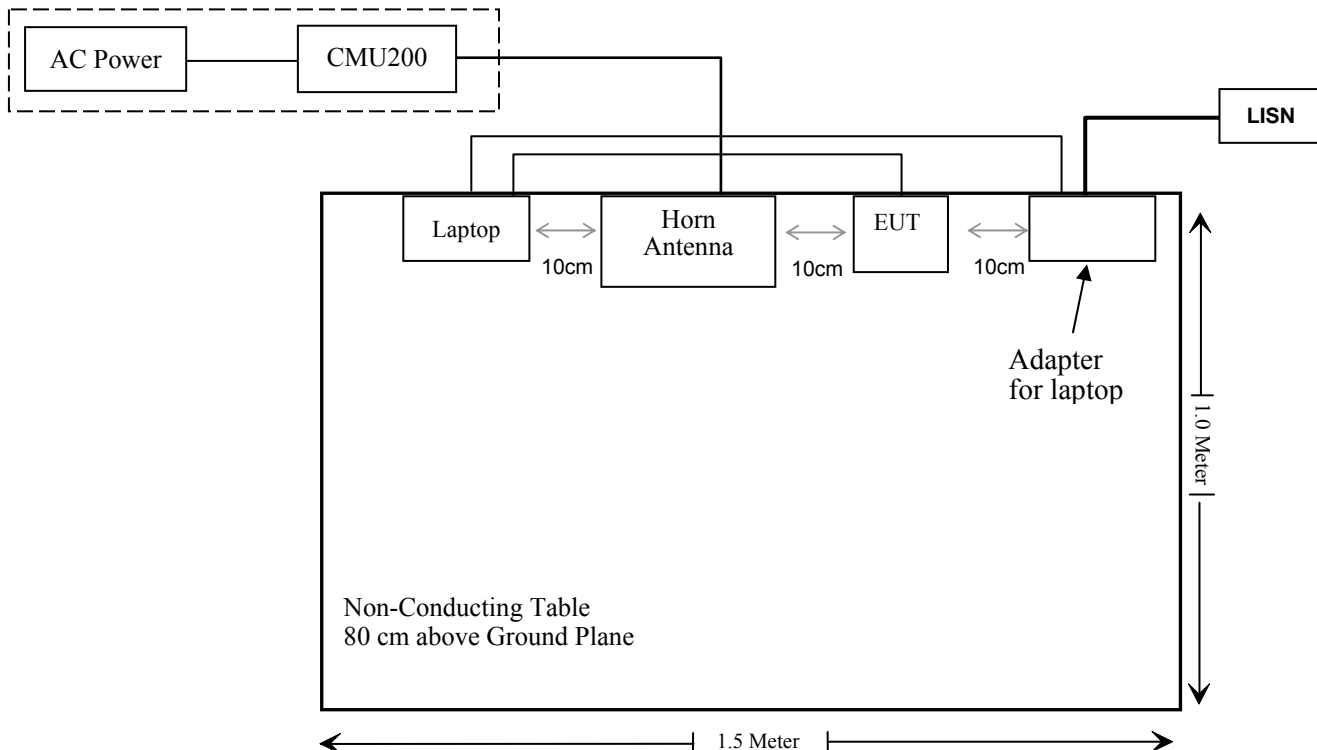 AC Power
CMU200
LISN
Laptop
Horn
Antenna
EUT
10cm
10cm
10cm
Adapter
for laptop
1.0 Meter
Non-Conducting Table
80 cm above Ground Plane
1.5 Meter